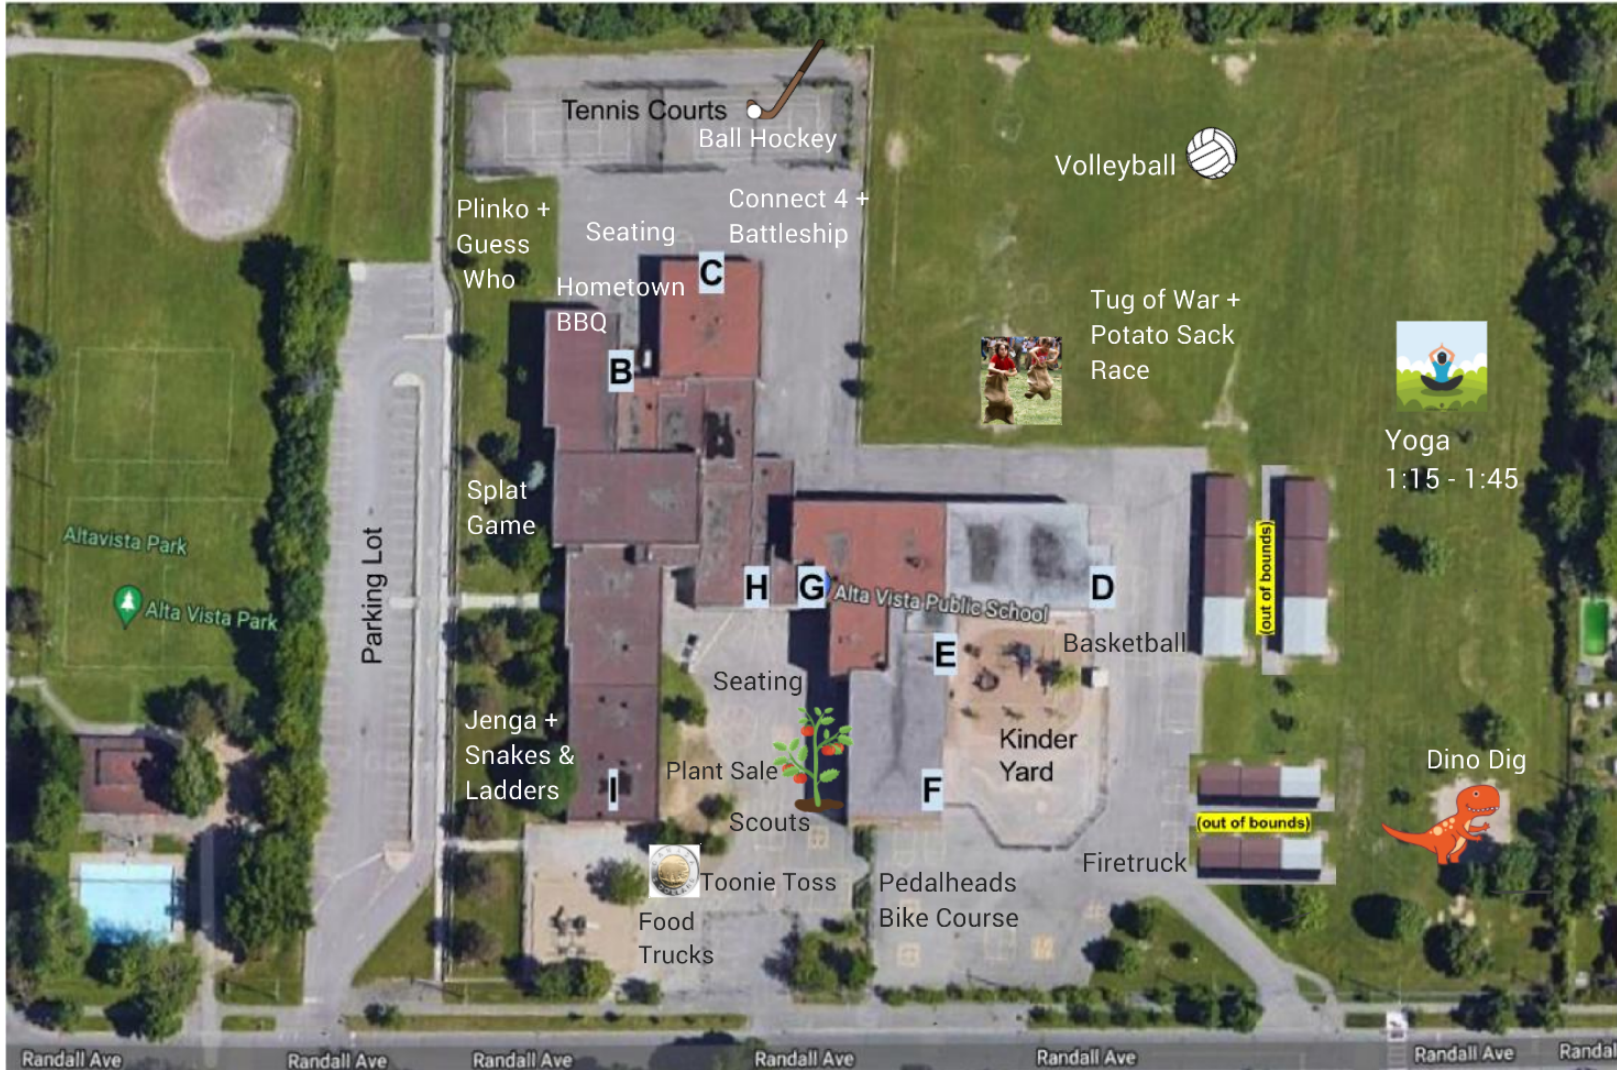 Tennis Courts
Ball Hockey
Volleyball
Plinko +
Guess
Who
Seating
Connect 4 +
Battleship
C
Hometown
BBQ
B
Tug of War +
Potato Sack
Race
Yoga
1:15 - 1:45
Splat
Game
Altavista Park
Alta Vista Park
Parking Lot
H
G
Alta Vista Public School
D
(out of bounds)
E
Basketball
Seating
Jenga +
Snakes &
Ladders
I
Plant Sale
Scouts
F
Kinder
Yard
Dino Dig
(out of bounds)
Firetruck
Toonie Toss
Pedalheads
Bike Course
Food
Trucks
Randall Ave
Randall Ave
Randall Ave
Randall Ave
Randall Ave
Randall Ave
Randal